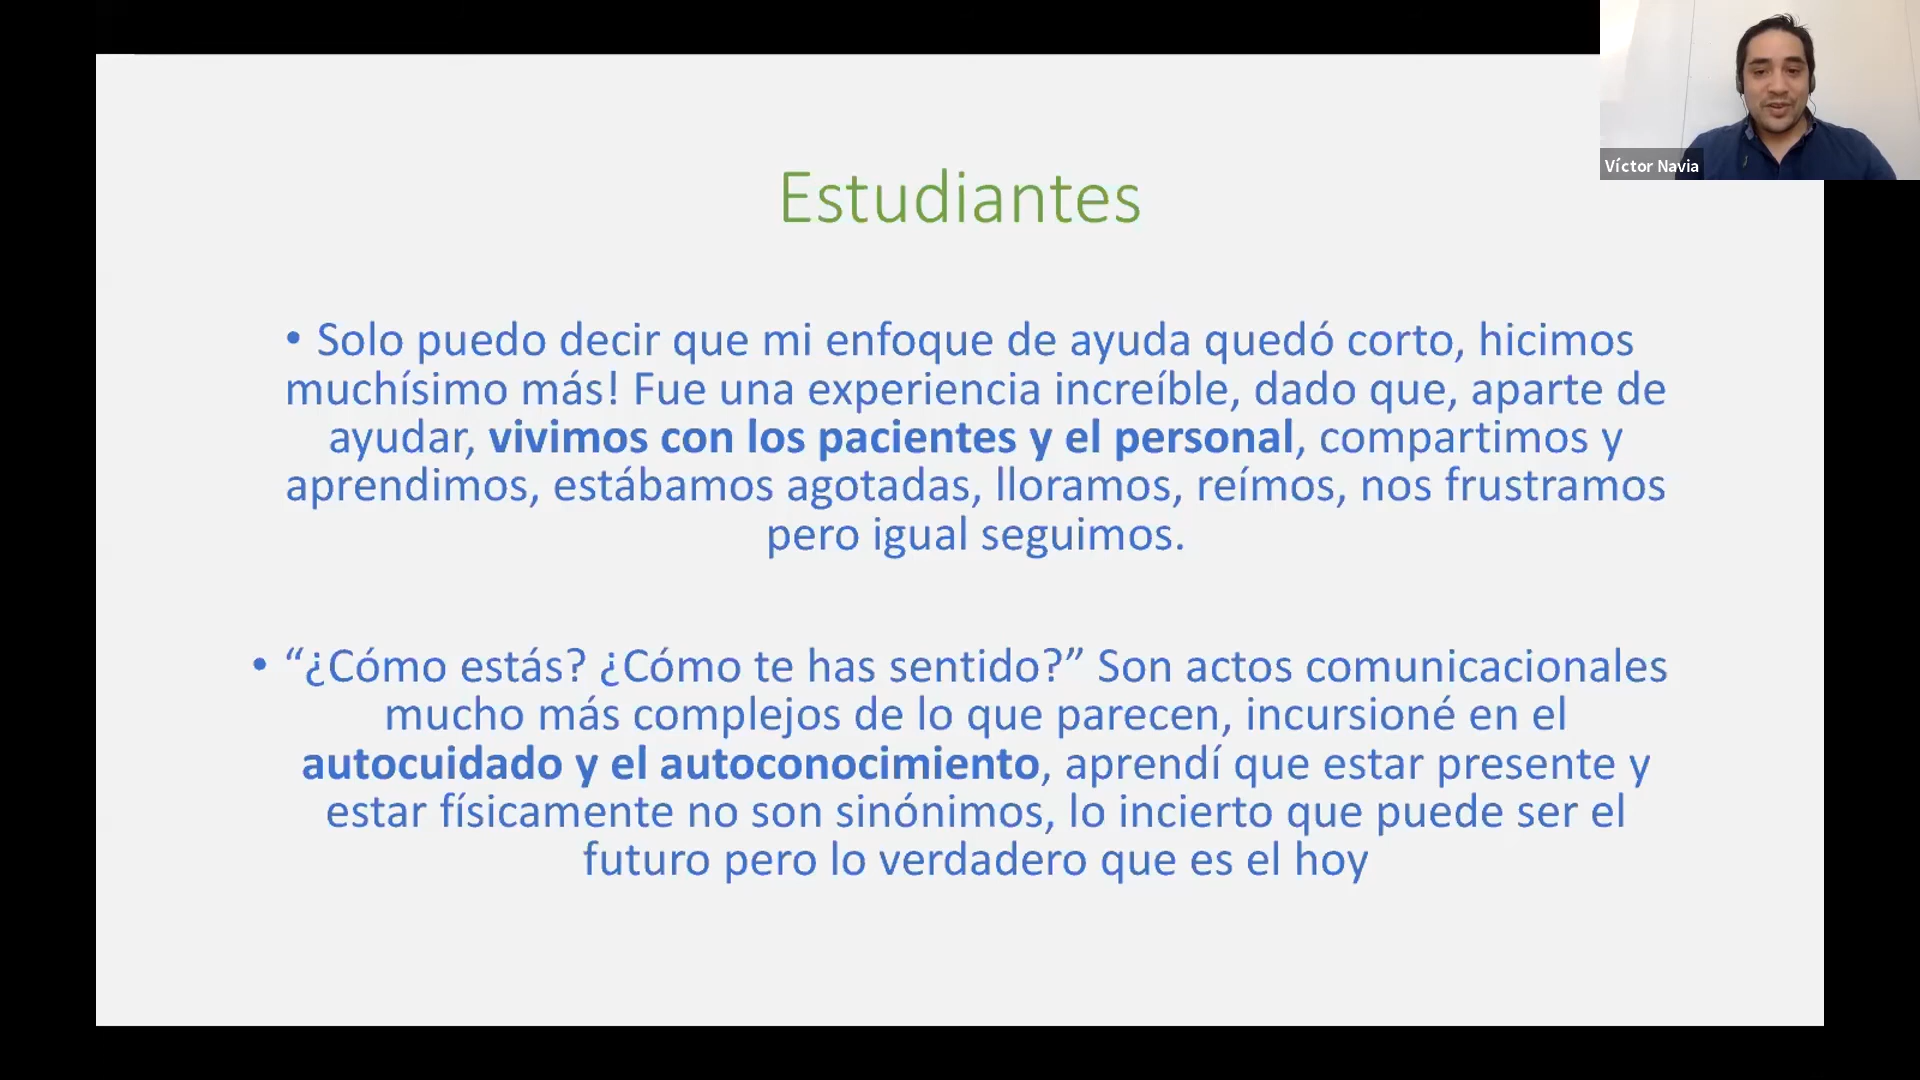 Víctor Navia
Estudiantes
• Solo puedo decir que mi enfoque de ayuda quedó corto, hicimos
muchísimo más! Fue una experiencia increíble, dado que, aparte de
ayudar, vivimos con los pacientes y el personal, compartimos y
aprendimos, estábamos agotadas, lloramos, reímos, nos frustramos
pero igual seguimos.
• “¿Cómo estás? ¿Cómo te has sentido?” Son actos comunicacionales
mucho más complejos de lo que parecen, incursioné en el
autocuidado y el autoconocimiento, aprendí que estar presente y
estar físicamente no son sinónimos, lo incierto que puede ser el
futuro pero lo verdadero que es el hoy